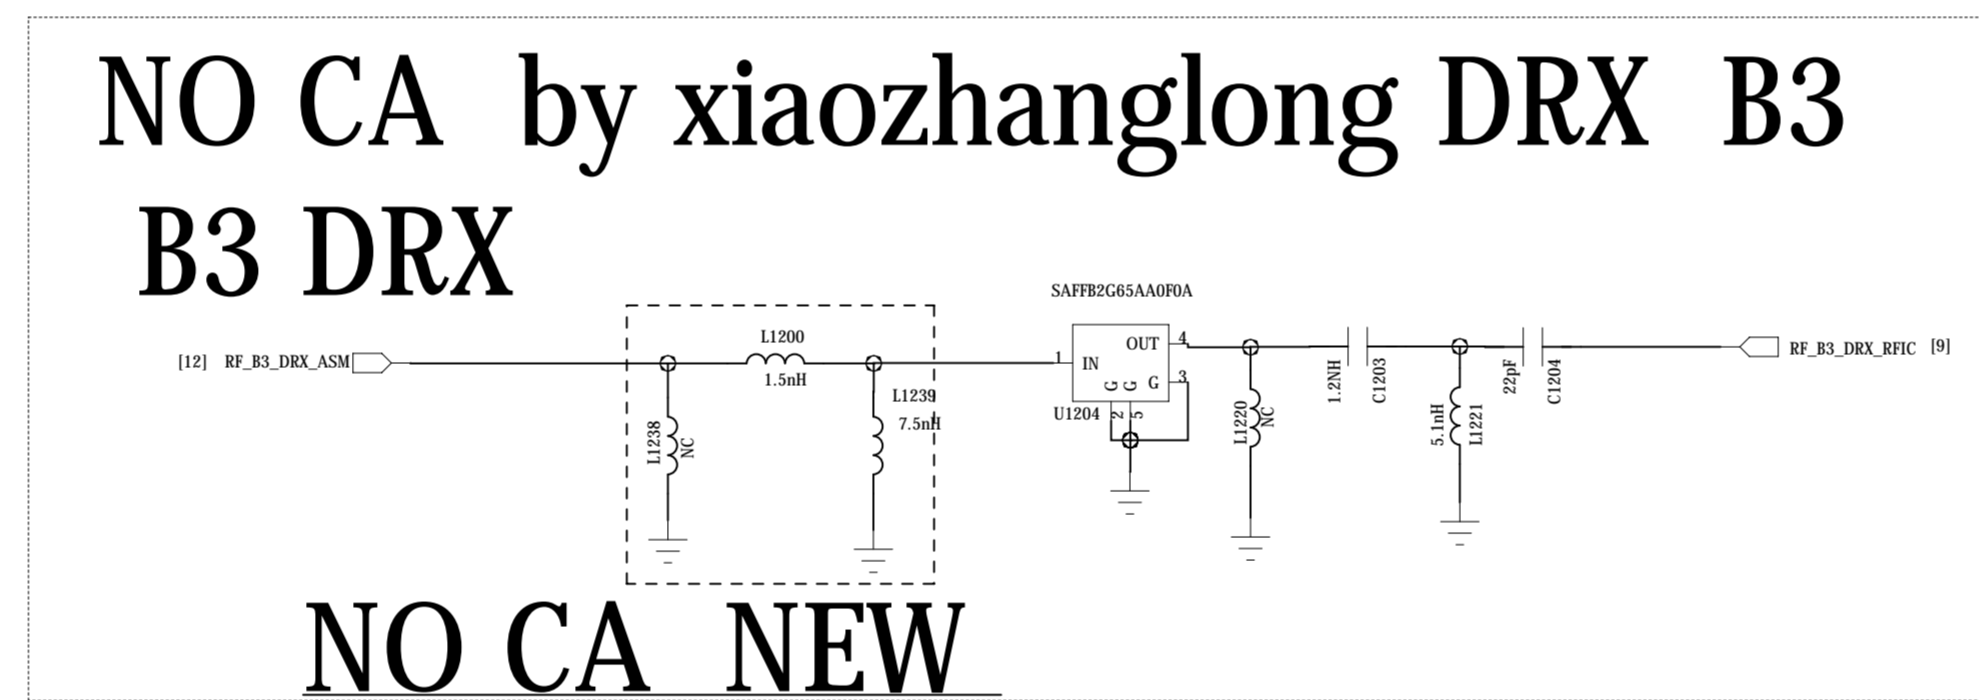 NO CA by xiaozhanglong DRX B3
B3 DRX
SAFFB2G65AA0F0A
[12] RF_B3_DRX_ASM
L1200
1.5nH
L1239
7.5nH
L1238
NC
1
IN
OUT
4
G
G
G
3
U1204
2
5
L1220
NC
1.2NH
C1203
5.1nH
L1221
22pF
C1204
RF_B3_DRX_RFIC [9]
NO CA NEW